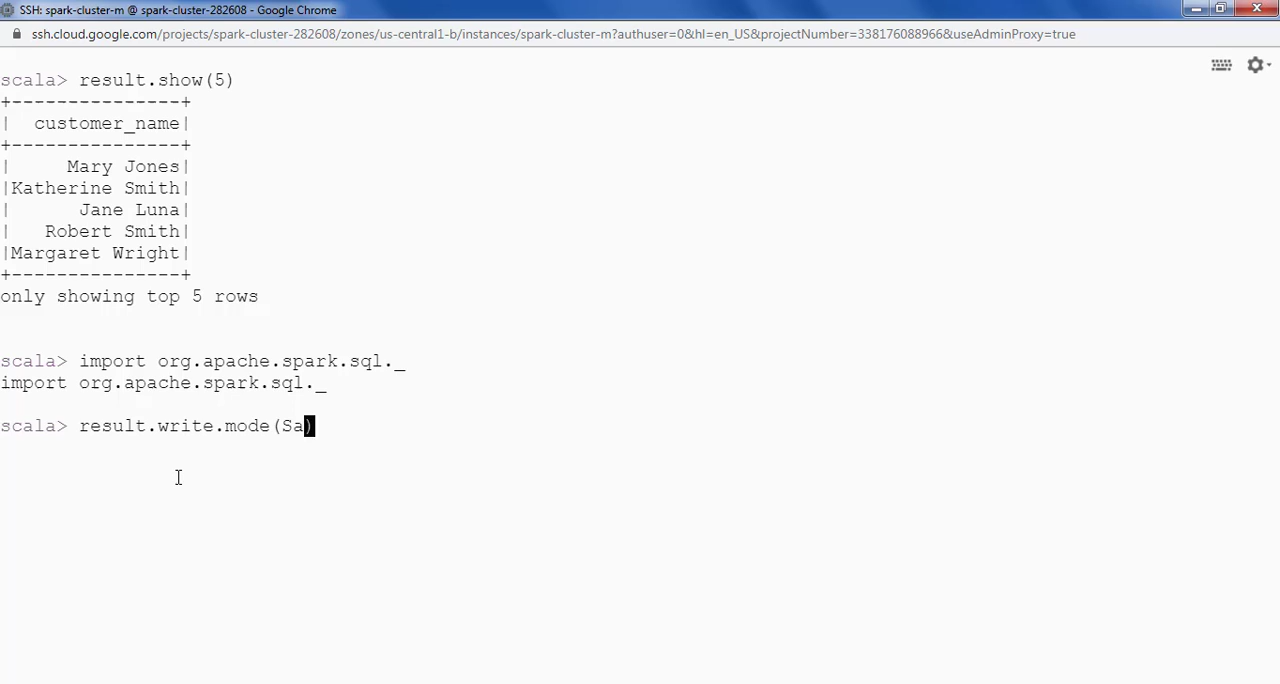 SSH: spark-cluster-m @ spark-cluster-282608 - Google Chrome
ssh.cloud.google.com/projects/spark-cluster-282608/zones/us-central1-b/instances/spark-cluster-m?authuser=0&hl=en_US&projectNumber=338176088966&useAdminProxy=true
scala> result.show(5)
+---------------+
|  customer_name|
+---------------+
|     Mary Jones|
|Katherine Smith|
|      Jane Luna|
|   Robert Smith|
|Margaret Wright|
+---------------+
only showing top 5 rows
scala> import org.apache.spark.sql._
import org.apache.spark.sql._
scala> result.write.mode(Sa)